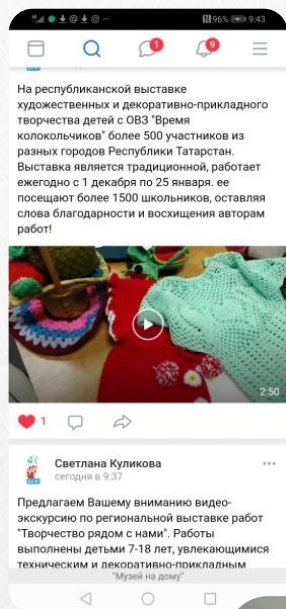 96% 9:43
1
9
На республиканской выставке
художественных и декоративно-прикладного
творчества детей с ОВЗ "Время
колокольчиков" более 500 участников из
разных городов Республики Татарстан.
Выставка является традиционной, работает
ежегодно с 1 декабря по 25 января. ее
посещают более 1500 школьников, оставляя
слова благодарности и восхищения авторам
работ!
2:50
1
Светлана Куликова
сегодня в 9:37
Предлагаем Вашему вниманию видео-
экскурсию по региональной выставке работ
"Творчество рядом с нами". Работы
выполнены детьми 7-18 лет, увлекающимися
техническим и декоративно-прикладным
"Музей на дому"